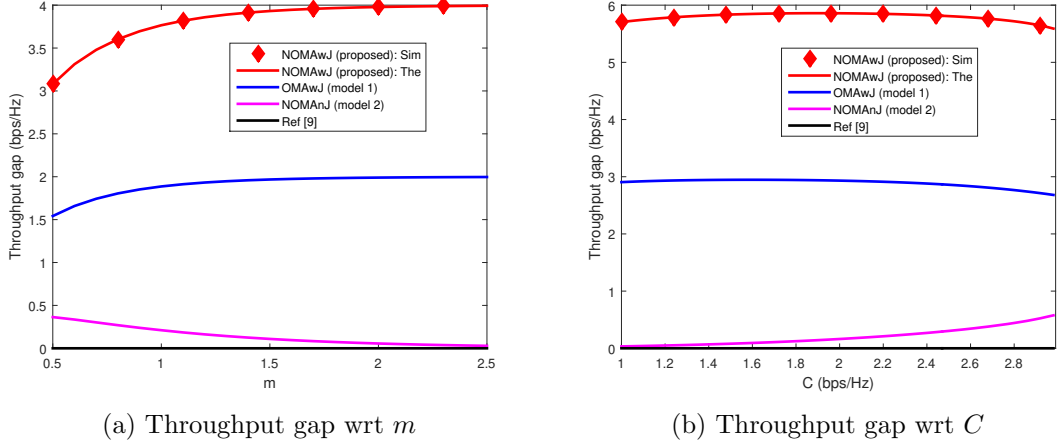 4
3.5
3
2.5
2
1.5
1
0.5
0
0.5
1
1.5
2
2.5
m
Throughput gap (bps/Hz)
NOMAwJ (proposed): Sim
NOMAwJ (proposed): The
OMAwJ (model 1)
NOMAnJ (model 2)
Ref [9]
(a) Throughput gap wrt m
6
5
4
3
2
1
0
1
1.2
1.4
1.6
1.8
2
2.2
2.4
2.6
2.8
C (bps/Hz)
Throughput gap (bps/Hz)
NOMAwJ (proposed): Sim
NOMAwJ (proposed): The
OMAwJ (model 1)
NOMAnJ (model 2)
Ref [9]
(b) Throughput gap wrt C